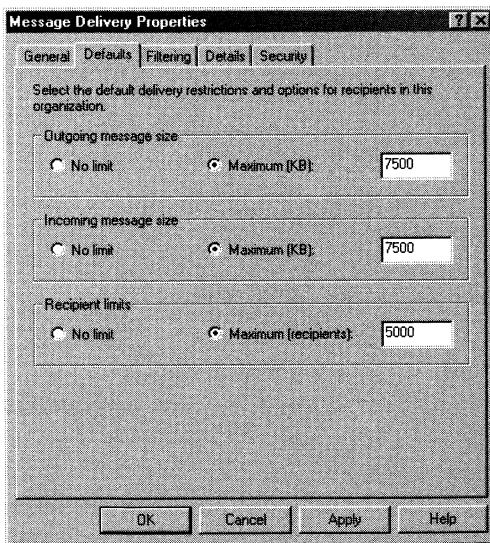 Message Delivery Properties
? X
General Defaults Filtering Details Security
Select the default delivery restrictions and options for recipients in this
organization.
Outgoing message size
No limit Maximum (KB): 7500
Incoming message size
No limit Maximum (KB): 7500
Recipient limits
No limit Maximum (recipients): 5000
OK Cancel Apply Help